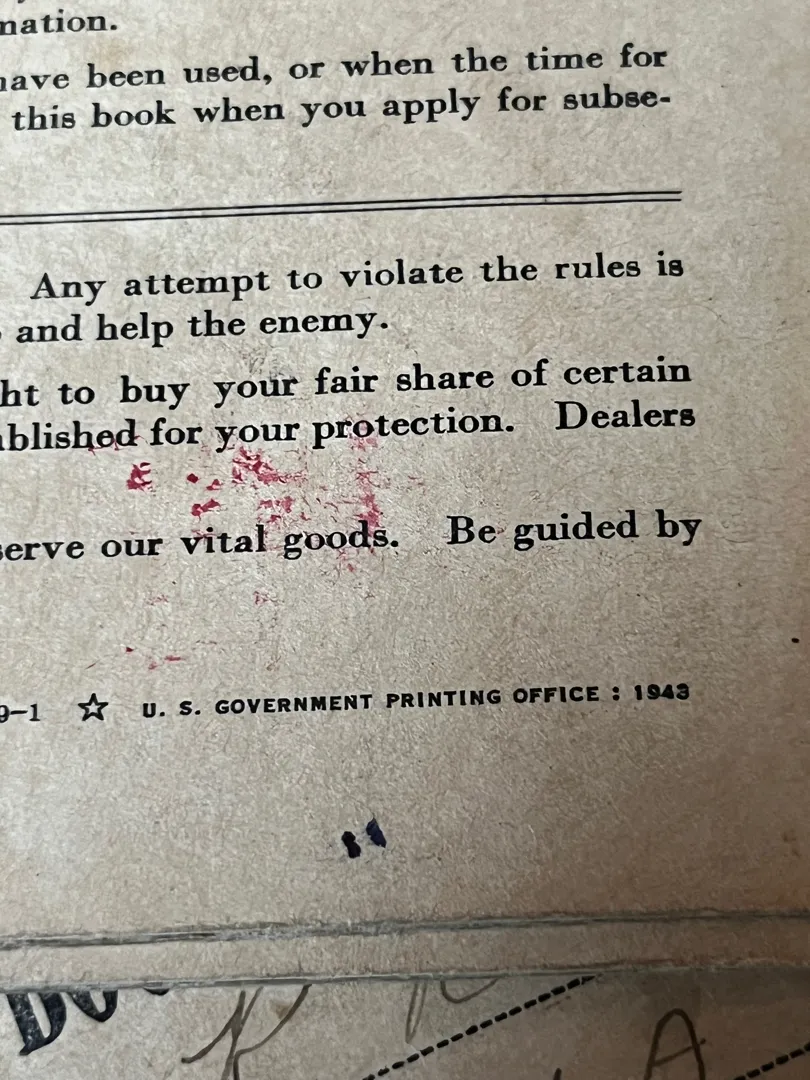 nation.
have been used, or when the time for
this book when you apply for subse-
Any attempt to violate the rules is
and help the enemy.
ht to buy your fair share of certain
ablished for your protection. Dealers
serve our vital goods. Be guided by
9-1 ☆ U. S. GOVERNMENT PRINTING OFFICE : 1943